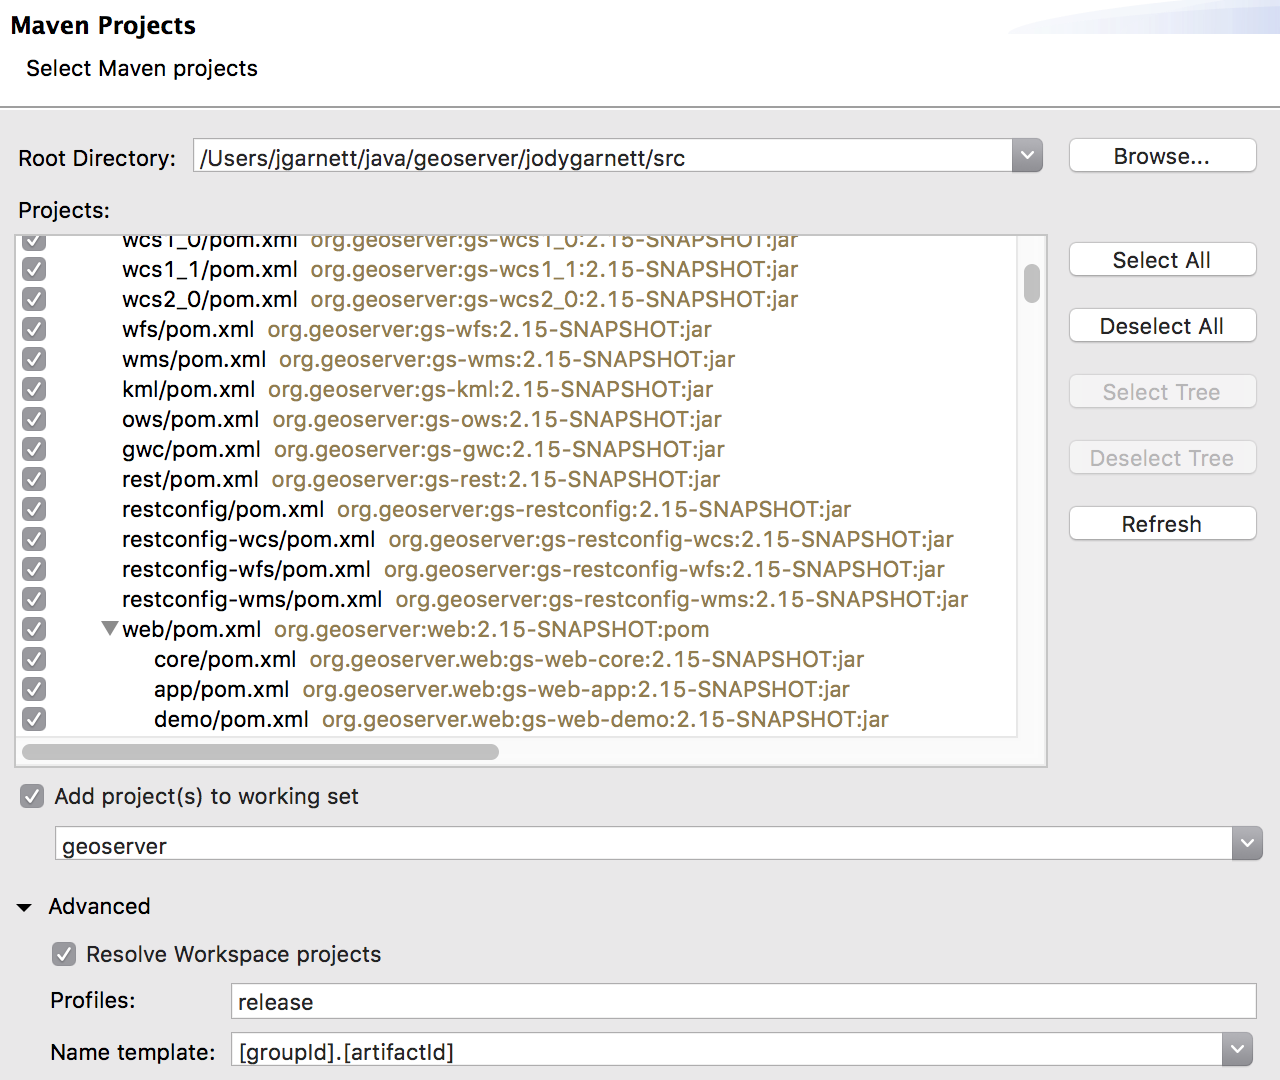 Maven Projects
Select Maven projects
Root Directory: /Users/jgarnett/java/geoserver/jodygarnett/src Browse...
Projects:
wcs1_0/pom.xml org.geoserver:gs-wcs1_0:2.15-SNAPSHOT:jar
wcs1_1/pom.xml org.geoserver:gs-wcs1_1:2.15-SNAPSHOT:jar
Select All
wcs2_0/pom.xml org.geoserver:gs-wcs2_0:2.15-SNAPSHOT:jar
wfs/pom.xml org.geoserver:gs-wfs:2.15-SNAPSHOT:jar
Deselect All
wms/pom.xml org.geoserver:gs-wms:2.15-SNAPSHOT:jar
kml/pom.xml org.geoserver:gs-kml:2.15-SNAPSHOT:jar
Select Tree
ows/pom.xml org.geoserver:gs-ows:2.15-SNAPSHOT:jar
gwc/pom.xml org.geoserver:gs-gwc:2.15-SNAPSHOT:jar
Deselect Tree
rest/pom.xml org.geoserver:gs-rest:2.15-SNAPSHOT:jar
restconfig/pom.xml org.geoserver:gs-restconfig:2.15-SNAPSHOT:jar
Refresh
restconfig-wcs/pom.xml org.geoserver:gs-restconfig-wcs:2.15-SNAPSHOT:jar
restconfig-wfs/pom.xml org.geoserver:gs-restconfig-wfs:2.15-SNAPSHOT:jar
restconfig-wms/pom.xml org.geoserver:gs-restconfig-wms:2.15-SNAPSHOT:jar
web/pom.xml org.geoserver:web:2.15-SNAPSHOT:pom
core/pom.xml org.geoserver.web:gs-web-core:2.15-SNAPSHOT:jar
app/pom.xml org.geoserver.web:gs-web-app:2.15-SNAPSHOT:jar
demo/pom.xml org.geoserver.web:gs-web-demo:2.15-SNAPSHOT:jar
Add project(s) to working set
geoserver
Advanced
Resolve Workspace projects
Profiles: release
Name template: [groupId].[artifactId]